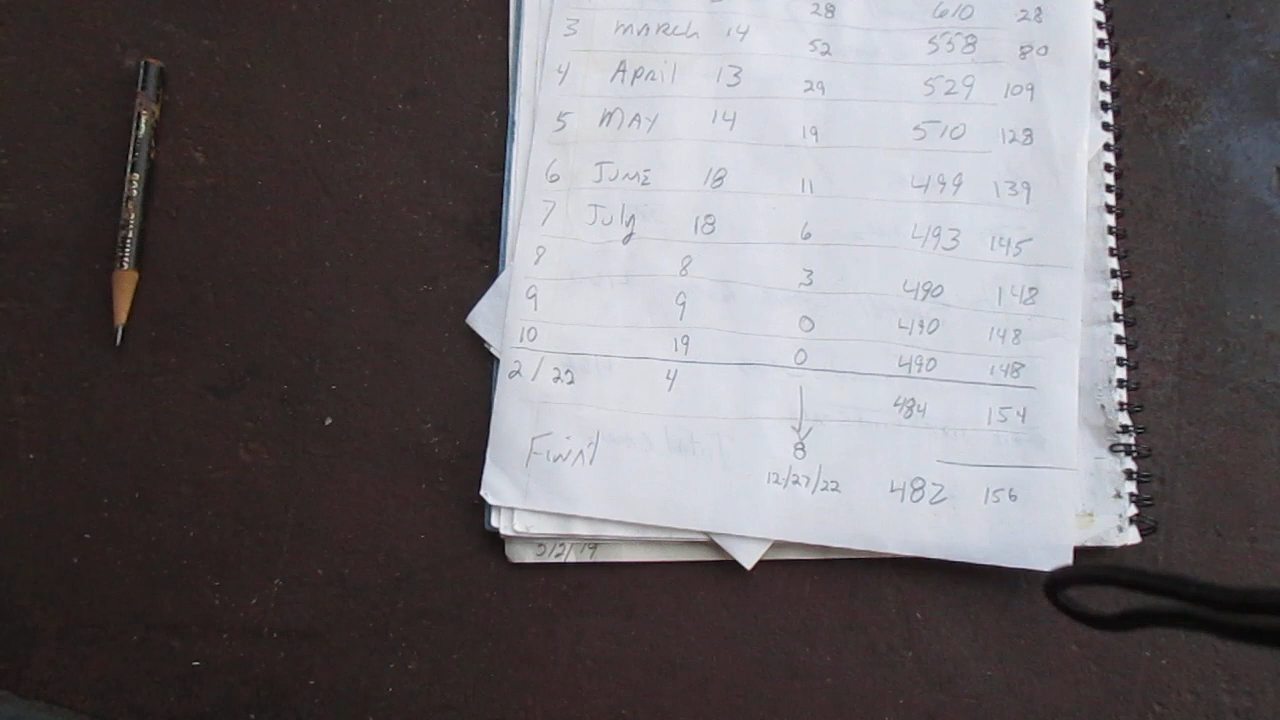 28 610 28
3 MARCH 14 52 558 80
4 April 13 29 529 109
5 MAY 14 19 510 128
6 JUNE 18 11 499 139
7 July 18 6 493 145
8 8 3 490 148
9 9 0 490 148
10 19 0 490 148
2/22 4 484 154
Final 8
12/27/22 482 156
2/2/19